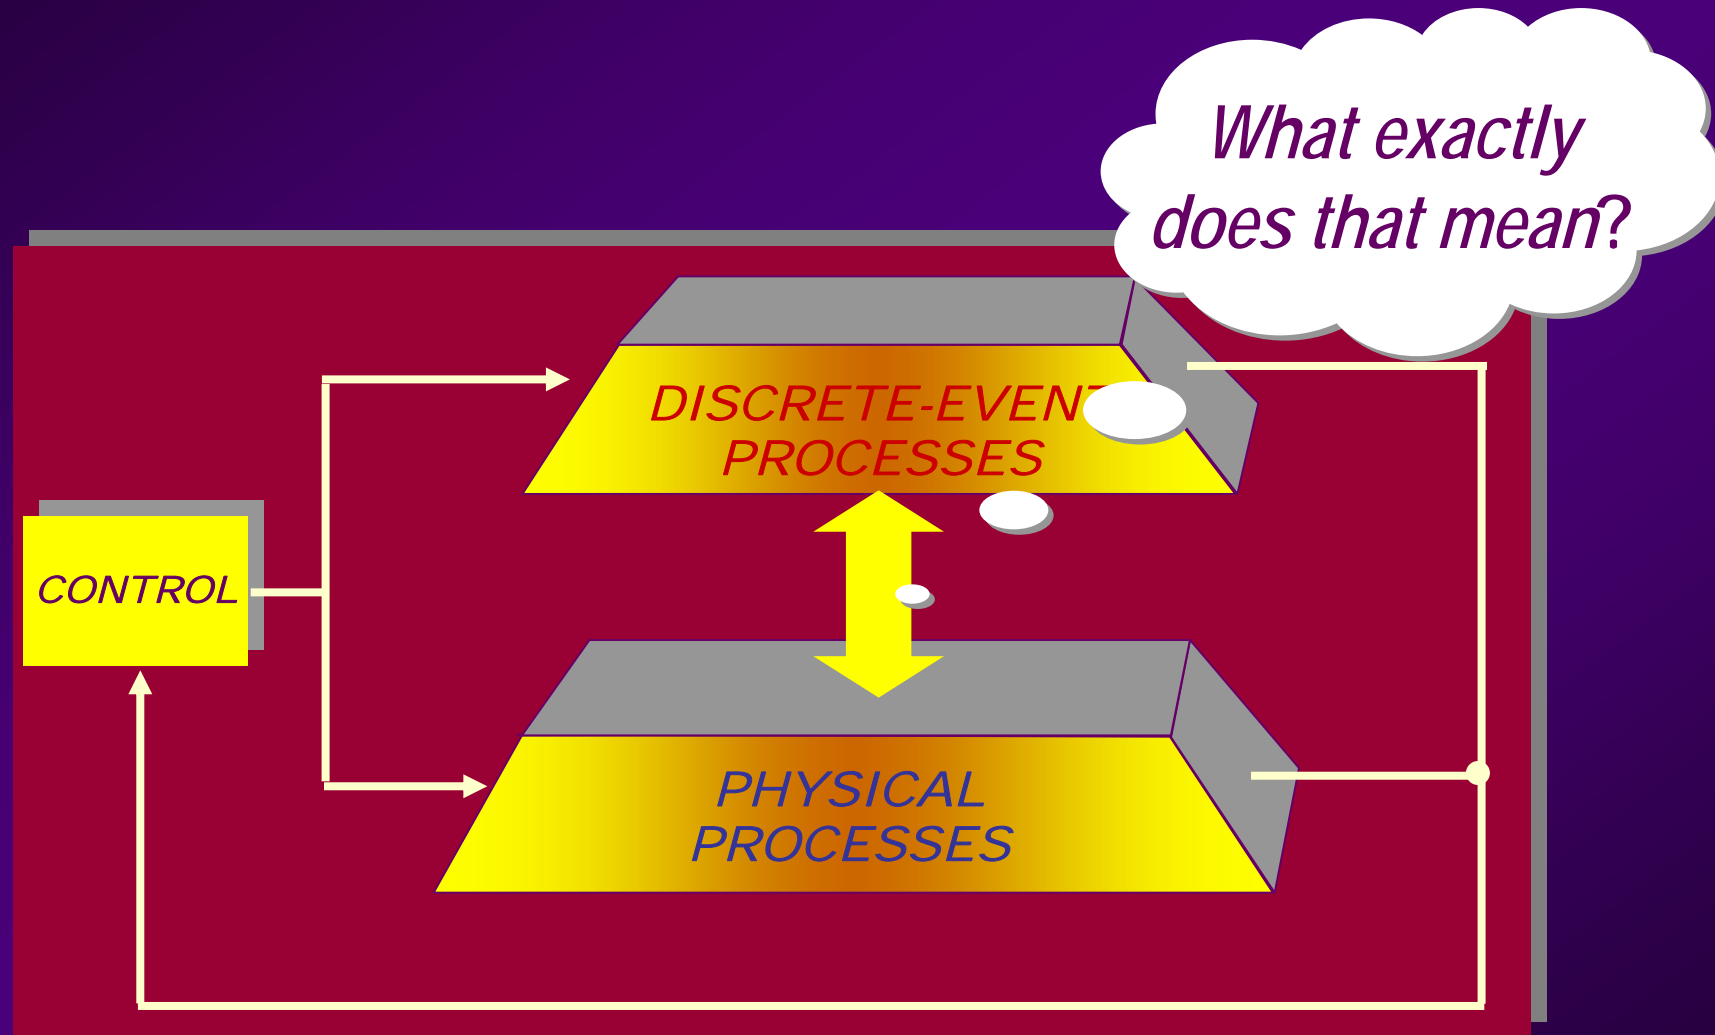 What exactly
does that mean?
DISCRETE-EVENT
PROCESSES
CONTROL
PHYSICAL
PROCESSES